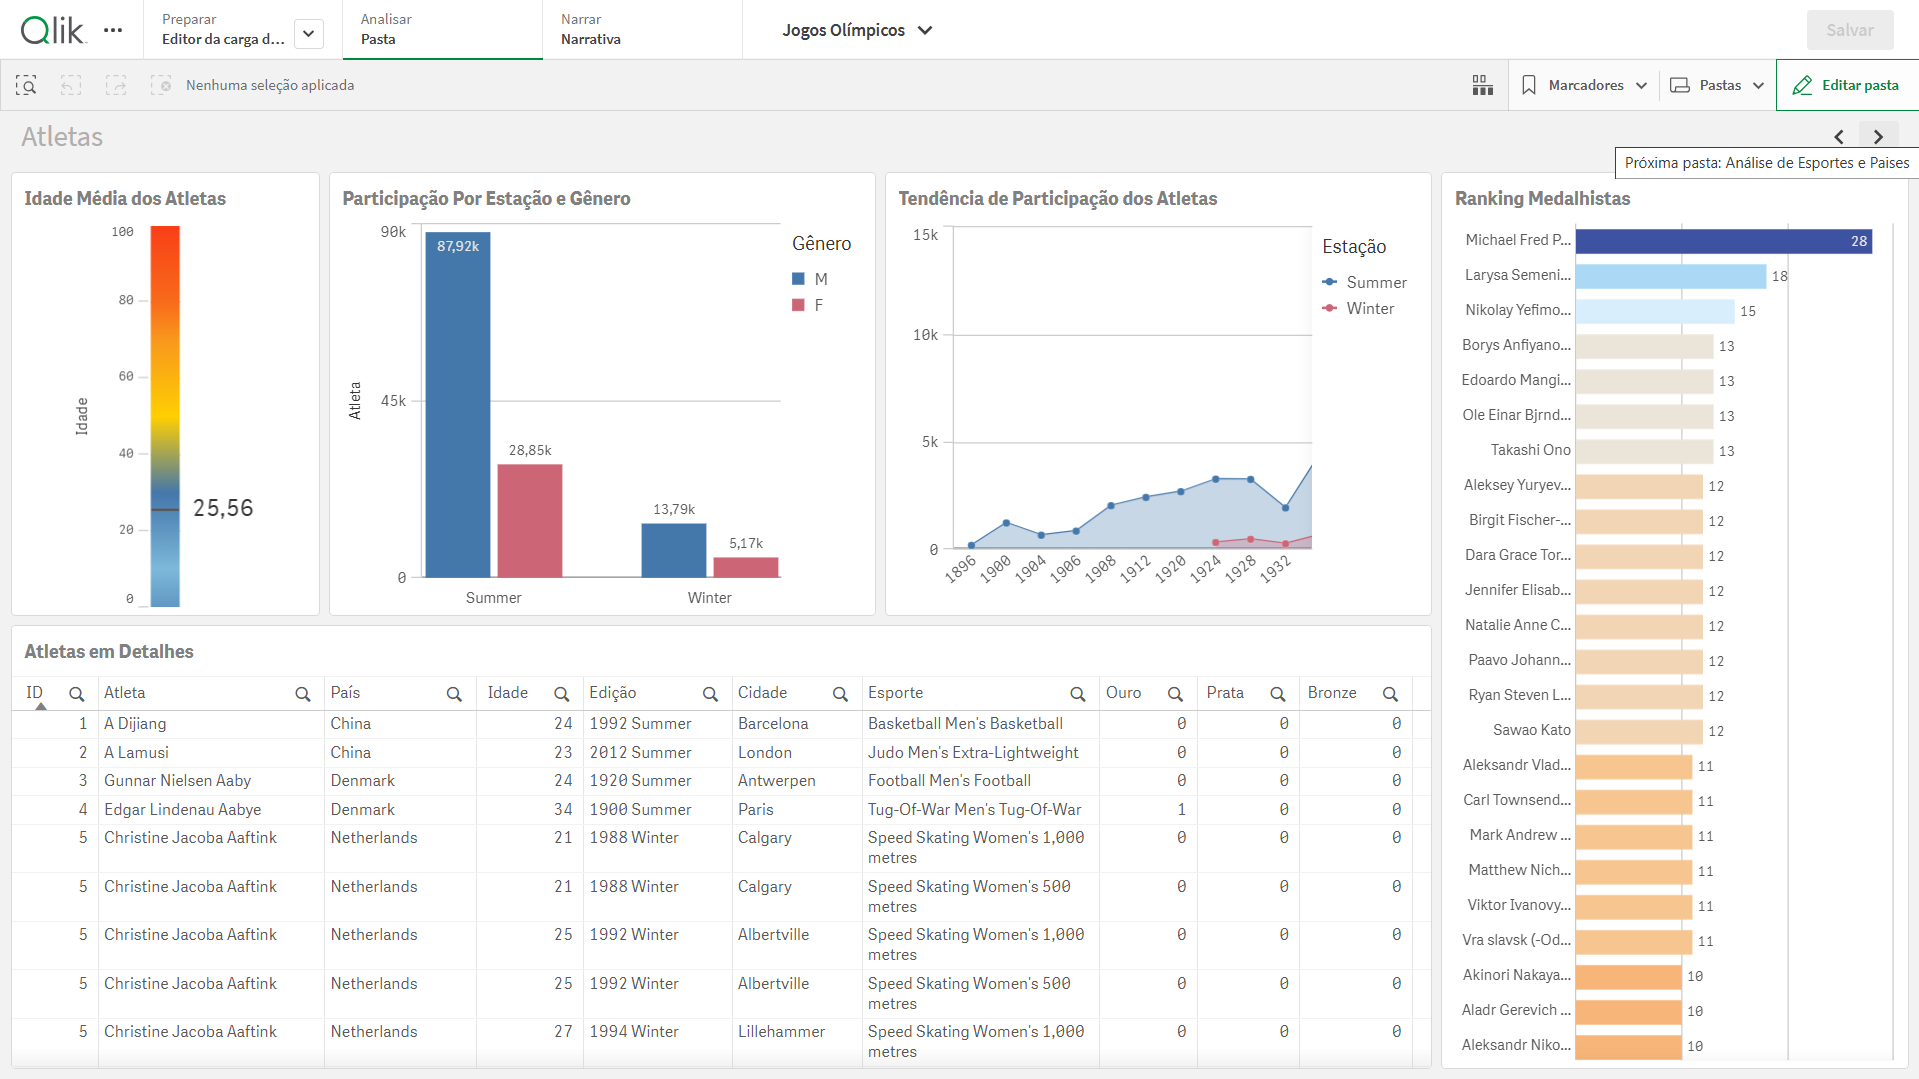 Qlik
Preparar
Editor da carga d...
Analisar
Pasta
Narrar
Narrativa
Jogos Olímpicos
Salvar
Nenhuma seleção aplicada
Marcadores
Pastas
Editar pasta
Atletas
Próxima pasta: Análise de Esportes e Paises
Idade Média dos Atletas
100
80
60
40
20
0
Idade
25,56
Participação Por Estação e Gênero
90k
45k
0
Atleta
87,92k
28,85k
13,79k
5,17k
Summer
Winter
Gênero
M
F
Tendência de Participação dos Atletas
15k
10k
5k
0
1896
1900
1904
1906
1908
1912
1920
1924
1928
1932
Estação
Summer
Winter
Ranking Medalhistas
Michael Fred P... 28
Larysa Semeni... 18
Nikolay Yefimo... 15
Borys Anfiyano... 13
Edoardo Mangi... 13
Ole Einar Bjrnd... 13
Takashi Ono 13
Aleksey Yuryev... 12
Birgit Fischer-... 12
Dara Grace Tor... 12
Jennifer Elisab... 12
Natalie Anne C... 12
Paavo Johann... 12
Ryan Steven L... 12
Sawao Kato 12
Aleksandr Vlad... 11
Carl Townsend... 11
Mark Andrew ... 11
Matthew Nich... 11
Viktor Ivanovy... 11
Vra slavsk (-Od... 11
Akinori Nakaya... 10
Aladr Gerevich ... 10
Aleksandr Niko... 10
Atletas em Detalhes
ID Atleta País Idade Edição Cidade Esporte Ouro Prata Bronze
1 A Dijiang China 24 1992 Summer Barcelona Basketball Men's Basketball 0 0 0
2 A Lamusi China 23 2012 Summer London Judo Men's Extra-Lightweight 0 0 0
3 Gunnar Nielsen Aaby Denmark 24 1920 Summer Antwerpen Football Men's Football 0 0 0
4 Edgar Lindenau Aabye Denmark 34 1900 Summer Paris Tug-Of-War Men's Tug-Of-War 1 0 0
5 Christine Jacoba Aaftink Netherlands 21 1988 Winter Calgary Speed Skating Women's 1,000 0 0 0
metres
5 Christine Jacoba Aaftink Netherlands 21 1988 Winter Calgary Speed Skating Women's 500 0 0 0
metres
5 Christine Jacoba Aaftink Netherlands 25 1992 Winter Albertville Speed Skating Women's 1,000 0 0 0
metres
5 Christine Jacoba Aaftink Netherlands 25 1992 Winter Albertville Speed Skating Women's 500 0 0 0
metres
5 Christine Jacoba Aaftink Netherlands 27 1994 Winter Lillehammer Speed Skating Women's 1,000 0 0 0
metres